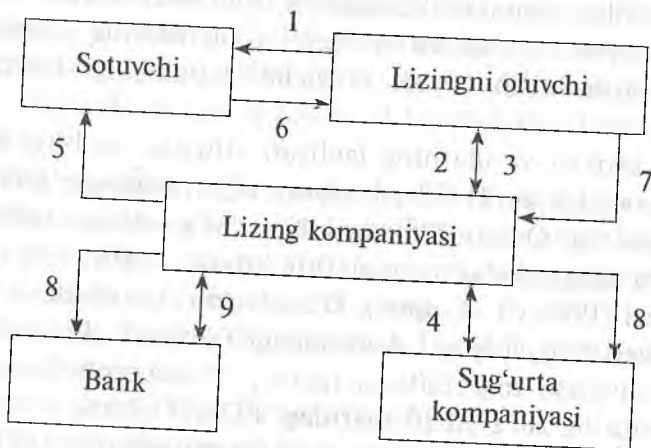 1
Sotuvchi
Lizingni oluvchi
6
5
2
3
7
Lizing kompaniyasi
8
9
4
8
Bank
Sug‘urta
kompaniyasi